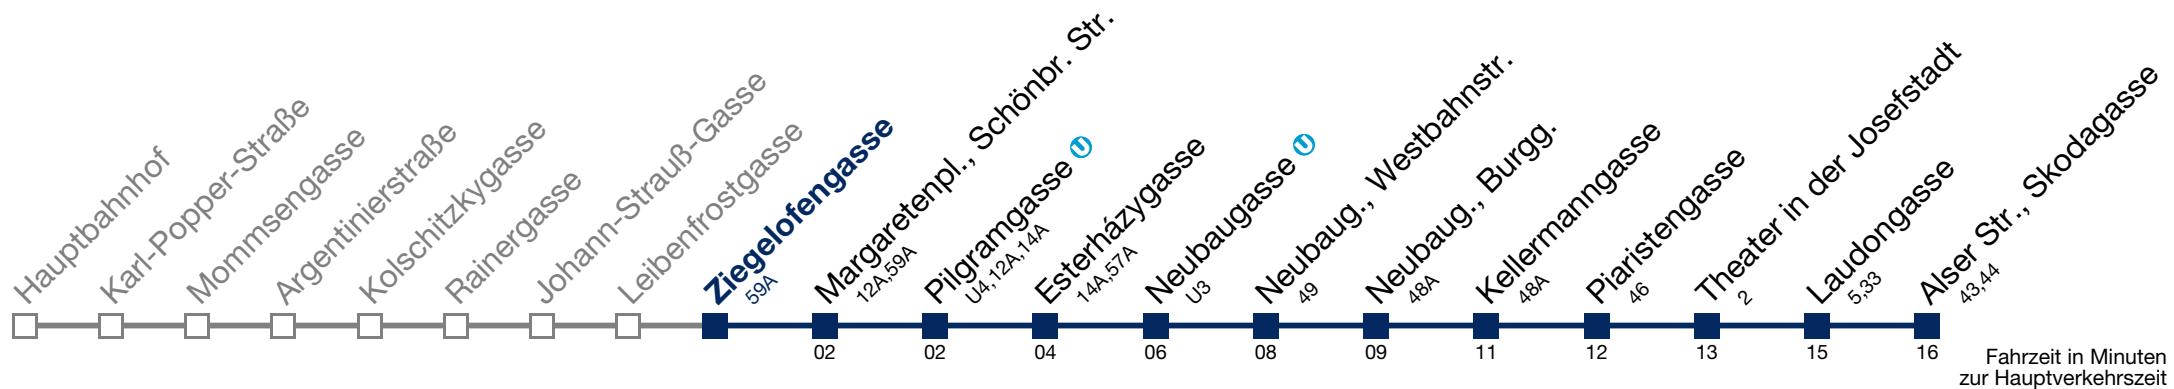 Hauptbahnhof
Karl-Popper-Straße
Mommsengasse
Argentinierstraße
Kolschitzkygasse
Rainergasse
Johann-Strauß-Gasse
Leibenfrostgasse
Ziegelofengasse
59A
Margaretenpl., Schönbr. Str.
12A,59A
02
Pilgramgasse U
U4,12A,14A
02
Esterházygasse
14A,57A
04
Neubaugasse U
U3
06
Neubaug., Westbahnstr.
49
08
Neubaug., Burgg.
48A
09
Kellermanngasse
48A
11
Piaristengasse
46
12
Theater in der Josefstadt
2
13
Laudongasse
5,33
15
Alser Str., Skodagasse
43,44
16
Fahrzeit in Minuten
zur Hauptverkehrszeit